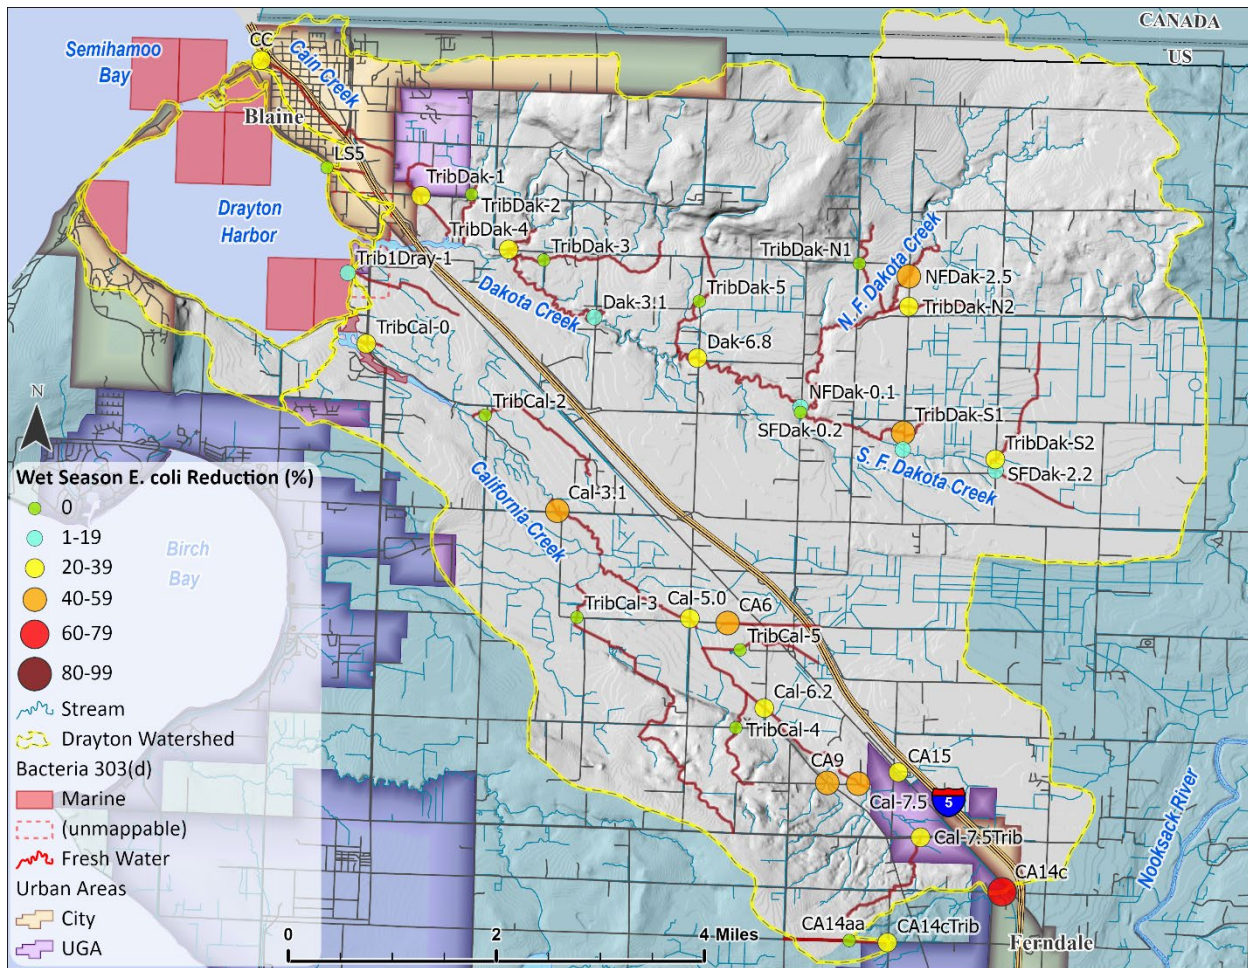 CANADA
US
Semihamoo
Bay
CC
Cain Creek
Blaine
LS5
Drayton
Harbor
TribDak-1
TribDak-2
TribDak-4
TribDak-3
Trib1Dray-1
TribDak-N1
N. F. Dakota Creek
NFDak-2.5
TribDak-N2
Dakota Creek
Dak-3.1
TribDak-5
TribCal-0
Dak-6.8
NFDak-0.1
SFDak-0.2
TribDak-S1
TribDak-S2
S. F. Dakota Creek
SFDak-2.2
TribCal-2
California Creek
Cal-3.1
TribCal-3
Cal-5.0
CA6
TribCal-5
Cal-6.2
TribCal-4
CA9
CA15
5
Cal-7.5
Cal-7.5Trib
CA14c
Nooksack River
CA14aa
CA14cTrib
Ferndale
Birch
Bay
N
Wet Season E. coli Reduction (%)
0
1-19
20-39
40-59
60-79
80-99
Stream
Drayton Watershed
Bacteria 303(d)
Marine
(unmappable)
Fresh Water
Urban Areas
City
UGA
0 2 4 Miles